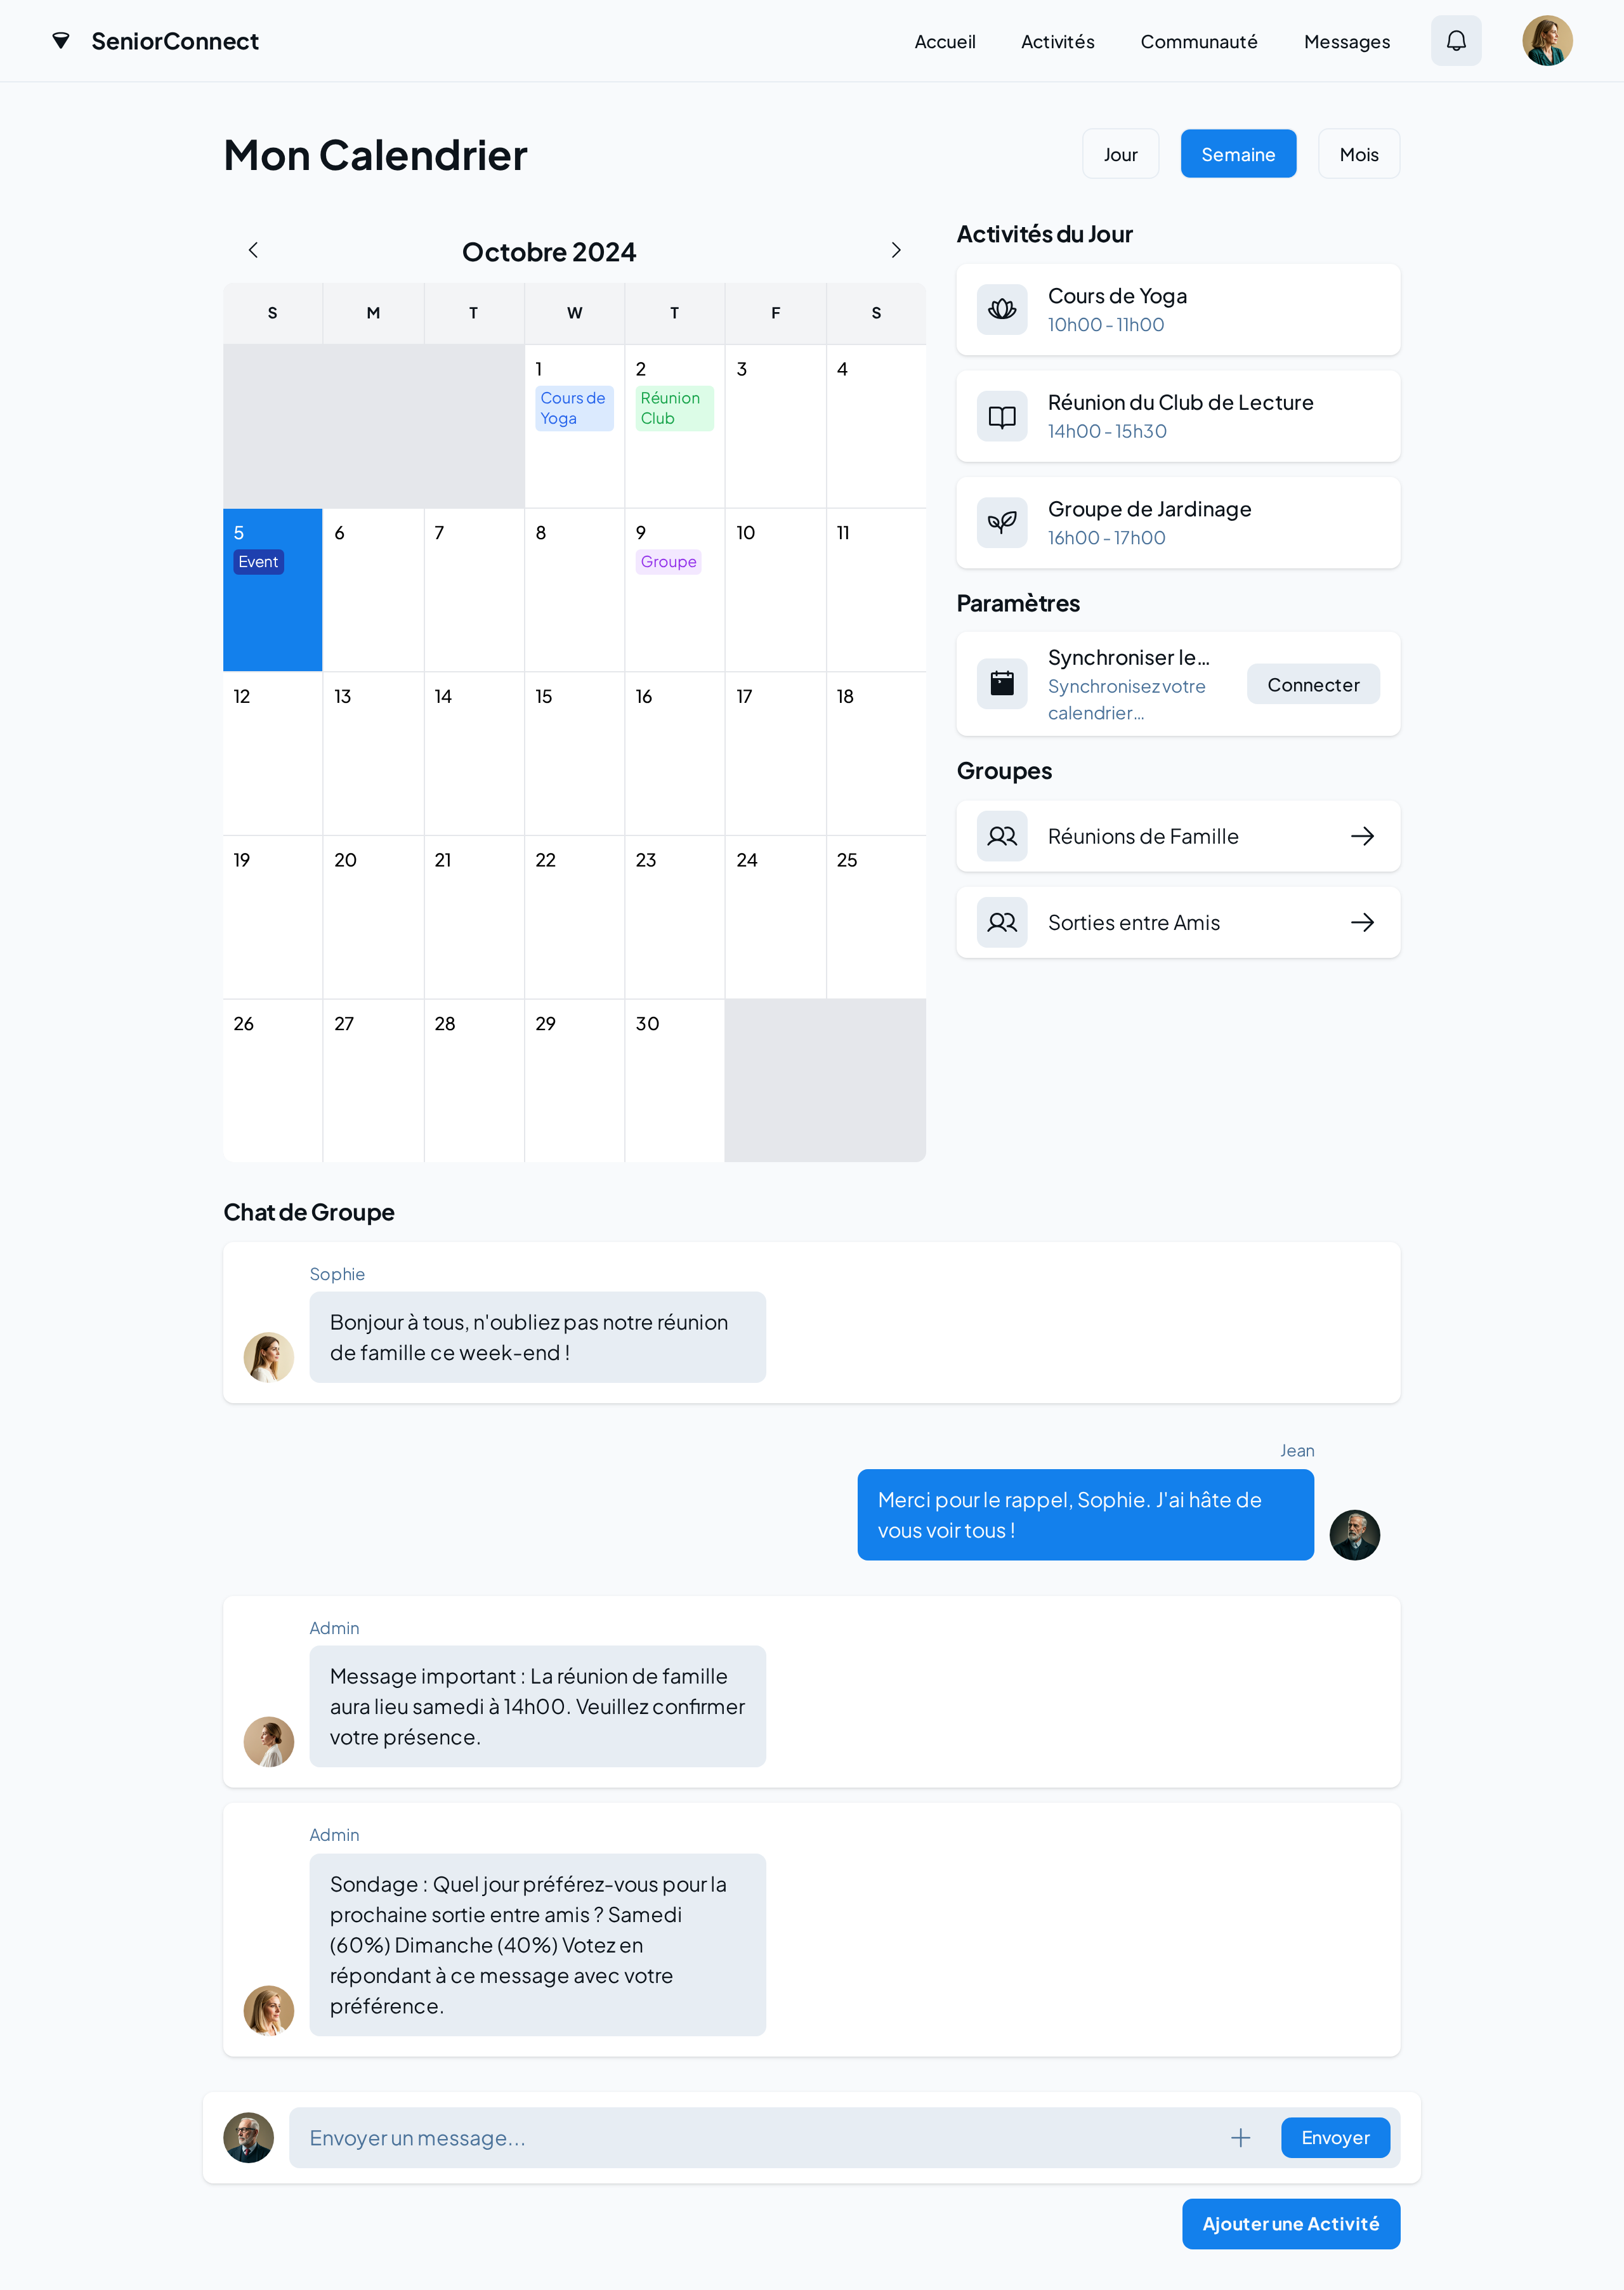 SeniorConnect
Accueil
Activités
Communauté
Messages
Mon Calendrier
Jour
Semaine
Mois
Octobre 2024
S M T W T F S
1 2 3 4
Cours de
Yoga
Réunion
Club
5 6 7 8 9 10 11
Event
Groupe
12 13 14 15 16 17 18
19 20 21 22 23 24 25
26 27 28 29 30
Activités du Jour
Cours de Yoga
10h00 - 11h00
Réunion du Club de Lecture
14h00 - 15h30
Groupe de Jardinage
16h00 - 17h00
Paramètres
Synchroniser le...
Synchronisez votre
calendrier...
Connecter
Groupes
Réunions de Famille
Sorties entre Amis
Chat de Groupe
Sophie
Bonjour à tous, n'oubliez pas notre réunion
de famille ce week-end !
Jean
Merci pour le rappel, Sophie. J'ai hâte de
vous voir tous !
Admin
Message important : La réunion de famille
aura lieu samedi à 14h00. Veuillez confirmer
votre présence.
Admin
Sondage : Quel jour préférez-vous pour la
prochaine sortie entre amis ? Samedi
(60%) Dimanche (40%) Votez en
répondant à ce message avec votre
préférence.
Envoyer un message...
Envoyer
Ajouter une Activité